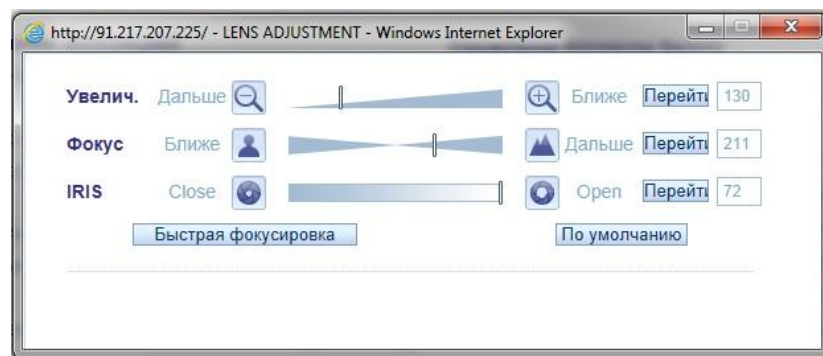 http://91.217.207.225/ - LENS ADJUSTMENT - Windows Internet Explorer
Увелич. Дальше Ближе Перейти 130
Фокус Ближе Дальше Перейти 211
IRIS Close Open Перейти 72
Быстрая фокусировка По умолчанию